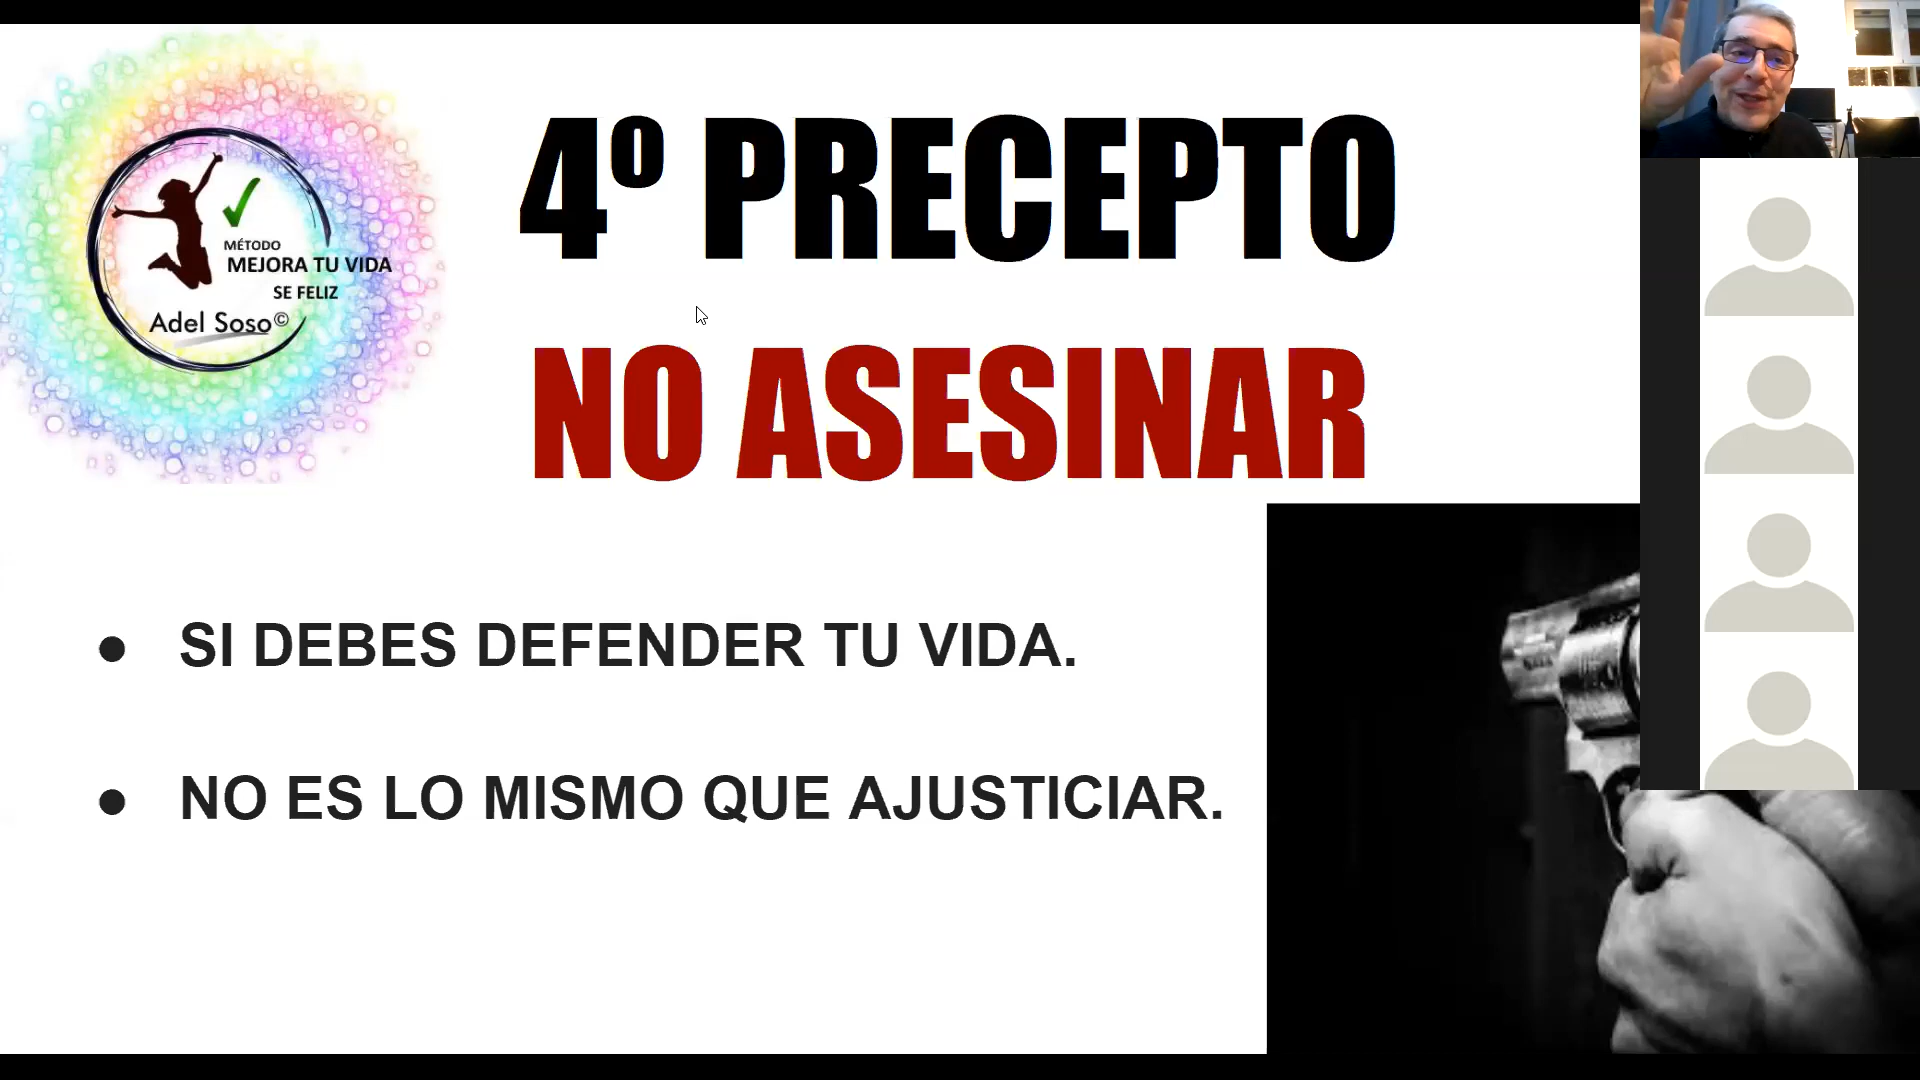 4º PRECEPTO
MÉTODO
MEJORA TU VIDA
SE FELIZ
Adel Soso©
NO ASESINAR
● SI DEBES DEFENDER TU VIDA.
● NO ES LO MISMO QUE AJUSTICIAR.